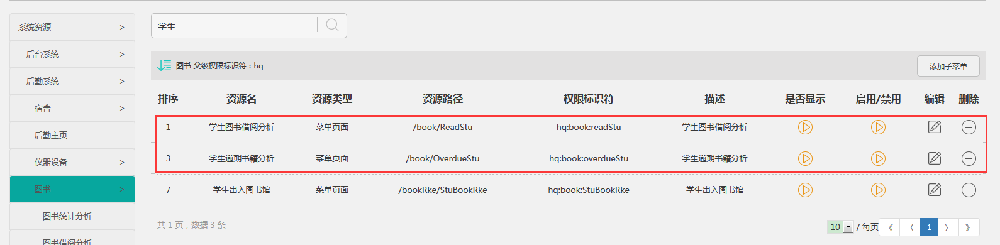 系统资源 >
后台系统 >
后勤系统 >
宿舍 >
后勤主页
仪器设备 >
图书 >
图书统计分析
图书借阅分析
学生
图书 父级权限标识符：hq
添加子菜单
排序 资源名 资源类型 资源路径 权限标识符 描述 是否显示 启用/禁用 编辑 删除
1 学生图书借阅分析 菜单页面 /book/ReadStu hq:book:readStu 学生图书借阅分析
3 学生逾期书籍分析 菜单页面 /book/OverdueStu hq:book:overdueStu 学生逾期书籍分析
7 学生出入图书馆 菜单页面 /bookRke/StuBookRke hq:book:StuBookRke 学生出入图书馆
共 1 页，数据 3 条
10 / 每页 《 〈 1 〉 》